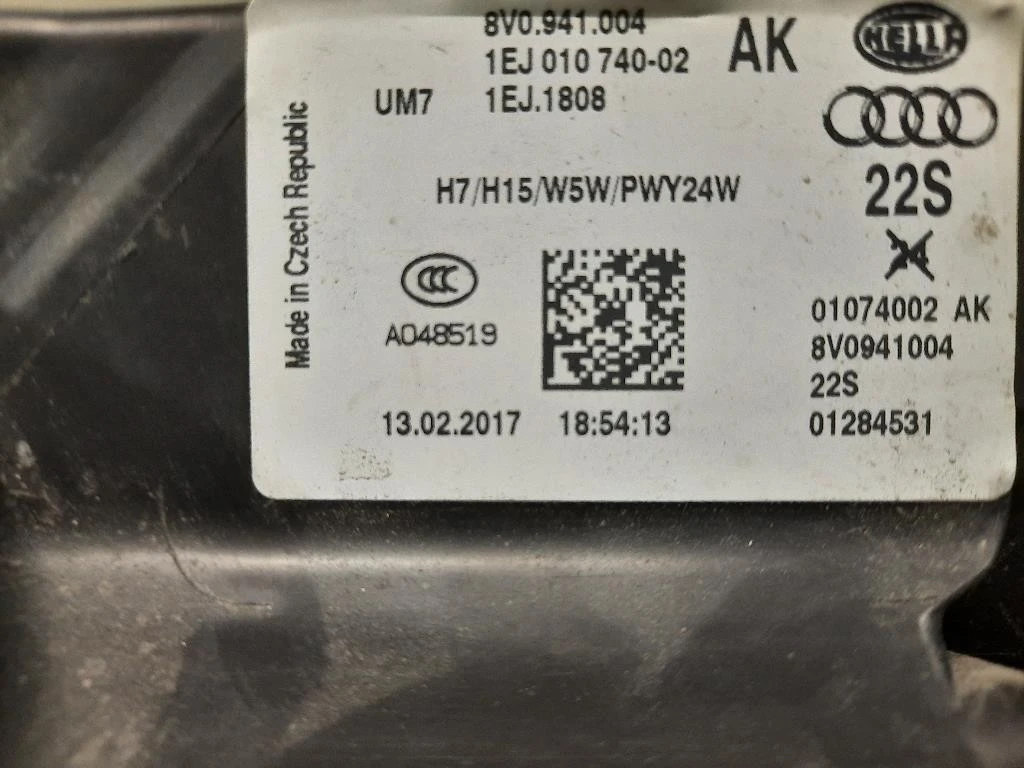 8V0.941.004
1EJ 010 740-02 AK
HELLA
UM7 1EJ.1808
Made in Czech Republic
H7/H15/W5W/PWY24W
22S
CCC
A048519
01074002 AK
8V0941004
22S
13.02.2017 18:54:13 01284531